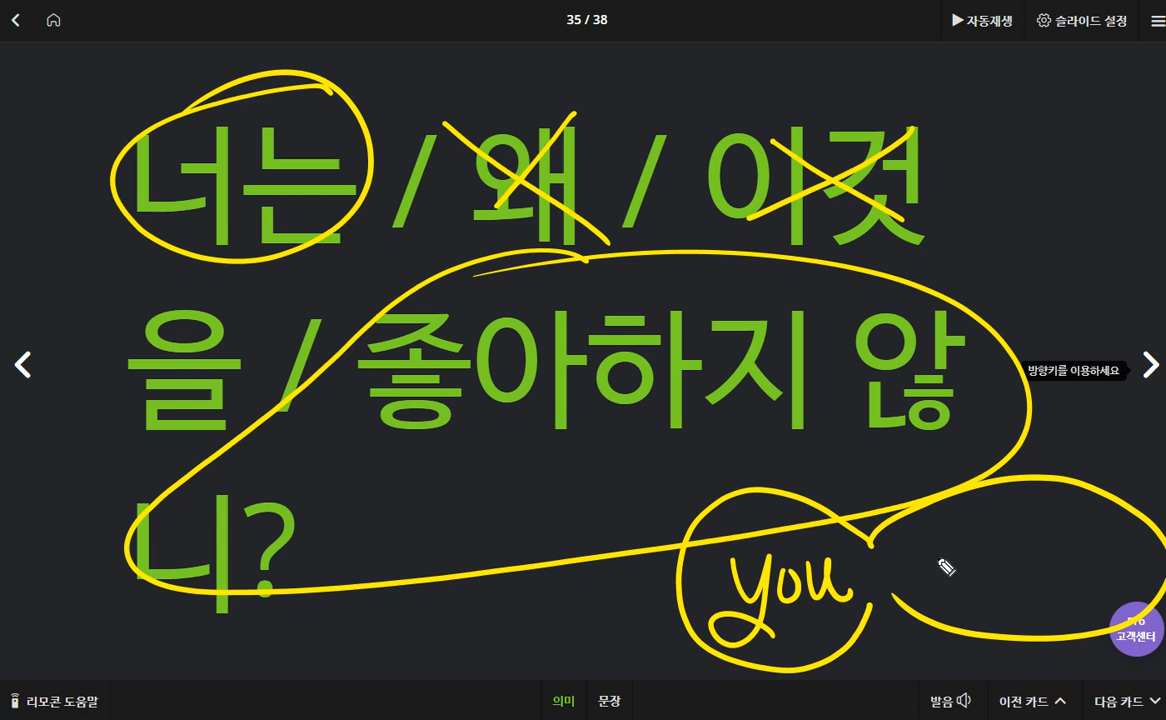 35 / 38
자동재생
슬라이드 설정
너는 / 왜 / 이것
을 / 좋아하지 않
니?
방향키를 이용하세요
you
고객센터
리모콘 도움말
의미
문장
발음
이전 카드
다음 카드